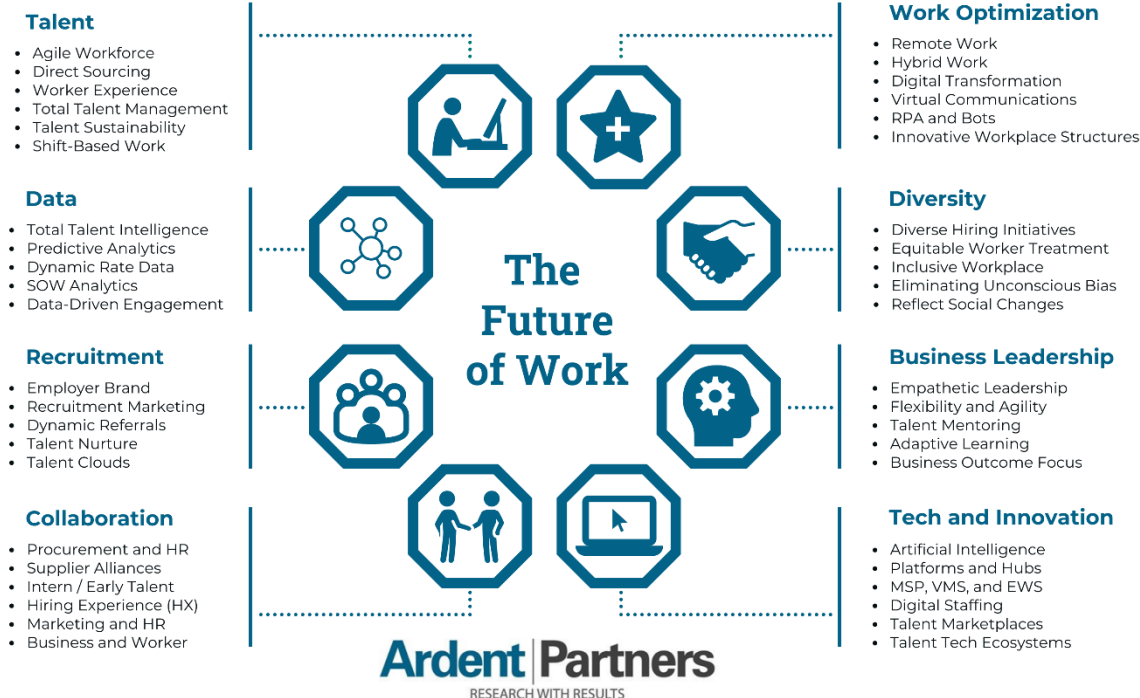 Talent
• Agile Workforce
• Direct Sourcing
• Worker Experience
• Total Talent Management
• Talent Sustainability
• Shift-Based Work
Data
• Total Talent Intelligence
• Predictive Analytics
• Dynamic Rate Data
• SOW Analytics
• Data-Driven Engagement
Recruitment
• Employer Brand
• Recruitment Marketing
• Dynamic Referrals
• Talent Nurture
• Talent Clouds
Collaboration
• Procurement and HR
• Supplier Alliances
• Intern / Early Talent
• Hiring Experience (HX)
• Marketing and HR
• Business and Worker
The
Future
of Work
Work Optimization
• Remote Work
• Hybrid Work
• Digital Transformation
• Virtual Communications
• RPA and Bots
• Innovative Workplace Structures
Diversity
• Diverse Hiring Initiatives
• Equitable Worker Treatment
• Inclusive Workplace
• Eliminating Unconscious Bias
• Reflect Social Changes
Business Leadership
• Empathetic Leadership
• Flexibility and Agility
• Talent Mentoring
• Adaptive Learning
• Business Outcome Focus
Tech and Innovation
• Artificial Intelligence
• Platforms and Hubs
• MSP, VMS, and EWS
• Digital Staffing
• Talent Marketplaces
• Talent Tech Ecosystems
Ardent Partners
RESEARCH WITH RESULTS